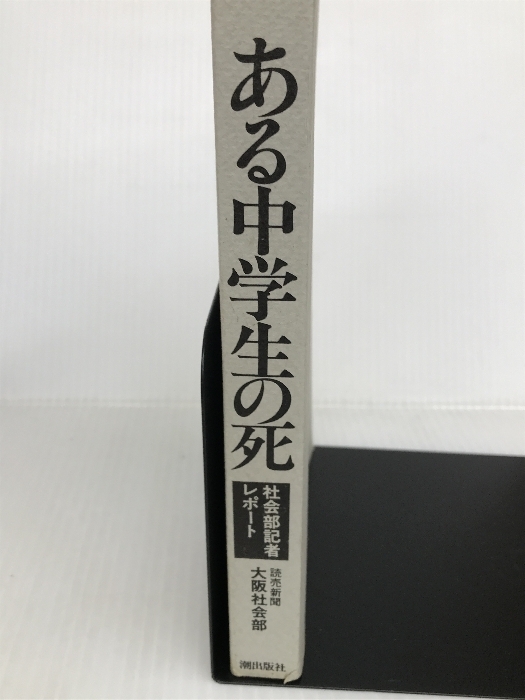 ある中学生の死
社会部記者
レポート
読売新聞
大阪社会部
潮出版社